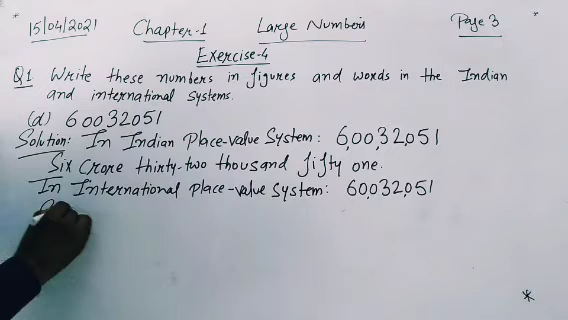 15/04/2021 Chapter-1 Large Numbers Page 3
Exercise-4
Q1 Write these numbers in figures and words in the Indian
and international systems.
(d) 60032051
Solution: In Indian Place-value System: 6,00,32,051
Six Crore thirty-two thousand fifty one.
In International place-value System: 60,032,051